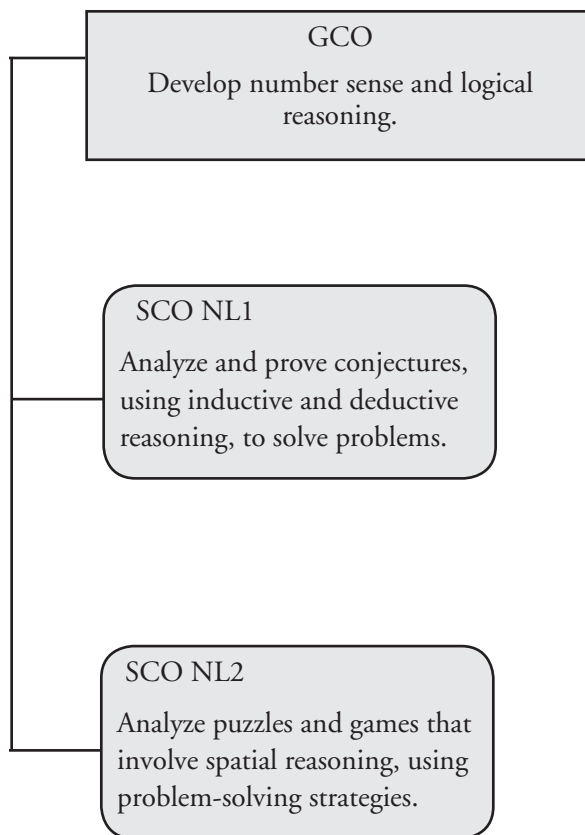 GCO
Develop number sense and logical
reasoning.
SCO NL1
Analyze and prove conjectures,
using inductive and deductive
reasoning, to solve problems.
SCO NL2
Analyze puzzles and games that
involve spatial reasoning, using
problem-solving strategies.